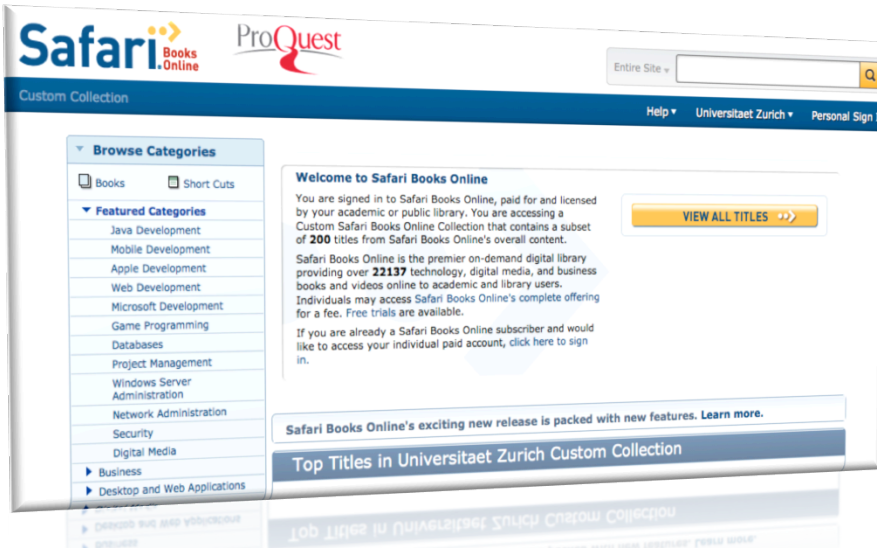 Safari Books Online
ProQuest
Entire Site
Custom Collection
Help
Universitaet Zurich
Personal Sign
Browse Categories
Books
Short Cuts
Featured Categories
Java Development
Mobile Development
Apple Development
Web Development
Microsoft Development
Game Programming
Databases
Project Management
Windows Server
Administration
Network Administration
Security
Digital Media
Business
Desktop and Web Applications
Welcome to Safari Books Online
You are signed in to Safari Books Online, paid for and licensed
by your academic or public library. You are accessing a
Custom Safari Books Online Collection that contains a subset
of 200 titles from Safari Books Online's overall content.
Safari Books Online is the premier on-demand digital library
providing over 22137 technology, digital media, and business
books and videos online to academic and library users.
Individuals may access Safari Books Online's complete offering
for a fee. Free trials are available.
If you are already a Safari Books Online subscriber and would
like to access your individual paid account, click here to sign
in.
VIEW ALL TITLES
Safari Books Online's exciting new release is packed with new features. Learn more.
Top Titles in Universitaet Zurich Custom Collection